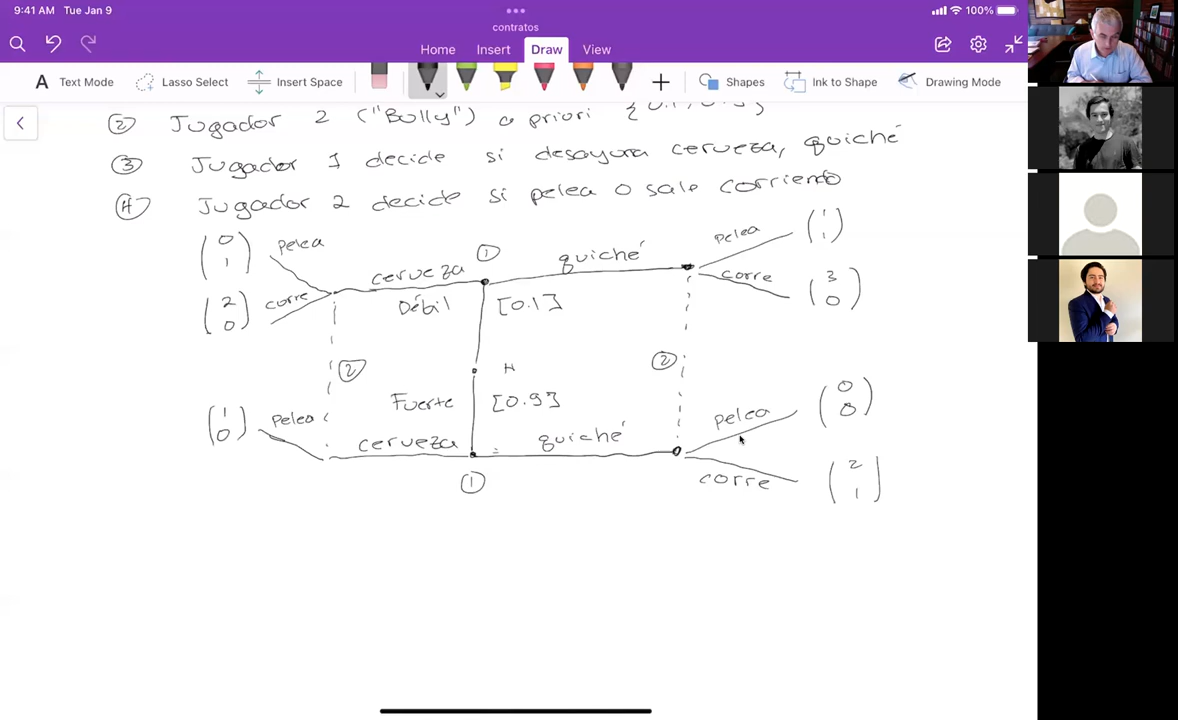 9:41 AM Tue Jan 9
100%
contratos
Home Insert Draw View
Text Mode Lasso Select Insert Space Shapes Ink to Shape Drawing Mode
② Jugador 2 ("Bully") a priori
③ Jugador 1 decide si desayuna cerveza, quiché
④ Jugador 2 decide si pelea o sale corriendo
0 1 pelea
① quiché
pelea 1 1
cerveza
2 0 corre
Débil [0.1]
corre 3 0
② N ②
Fuerte [0.9]
1 0 pelea
pelea 0 0
cerveza quiché
① corre 2 1